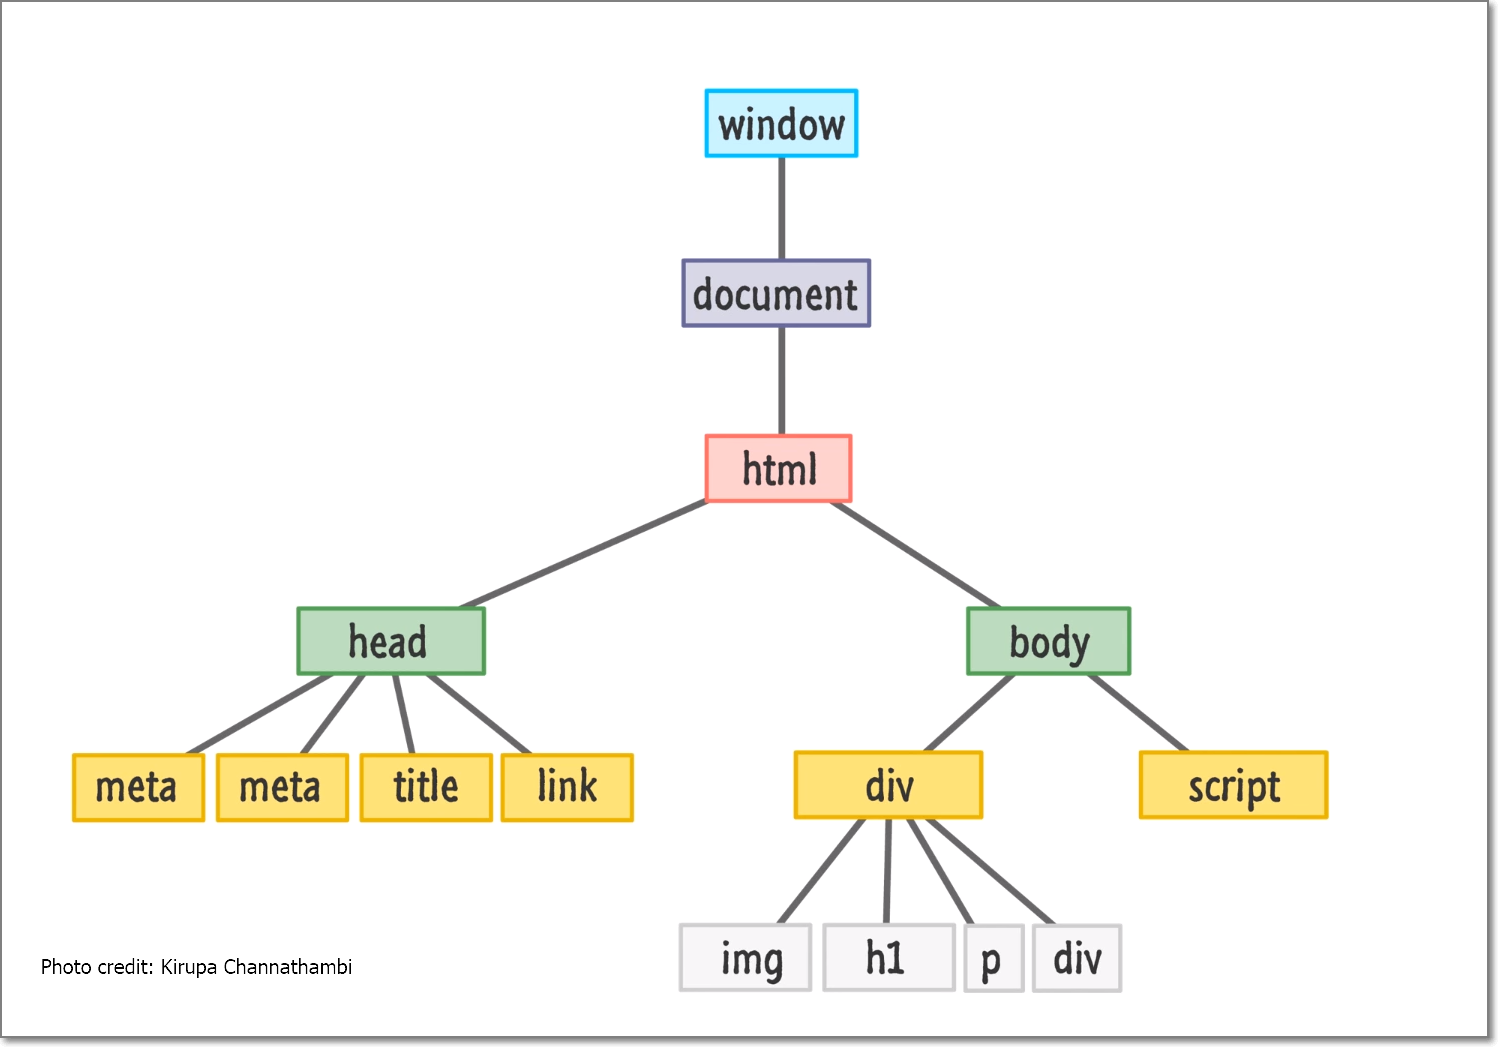 window
document
html
head body
meta meta title link div script
img h1 p div
Photo credit: Kirupa Channathambi